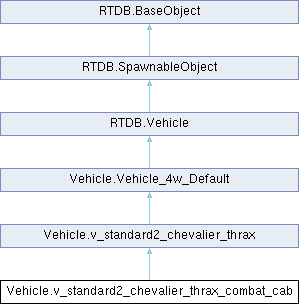 RTDB.BaseObject
RTDB.SpawnableObject
RTDB.Vehicle
Vehicle.Vehicle_4w_Default
Vehicle.v_standard2_chevalier_thrax
Vehicle.v_standard2_chevalier_thrax_combat_cab